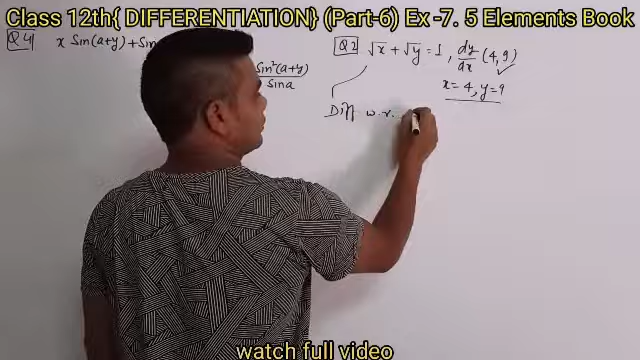 Class 12th{ DIFFERENTIATION} (Part-6) Ex -7. 5 Elements Book
Q4 x Sin(a+y)+Sin
Sin²(a+y)
Sina
Q2 √x + √y = 1, dy/dx (4,9)
x=4, y=9
Diff w.r.
watch full video